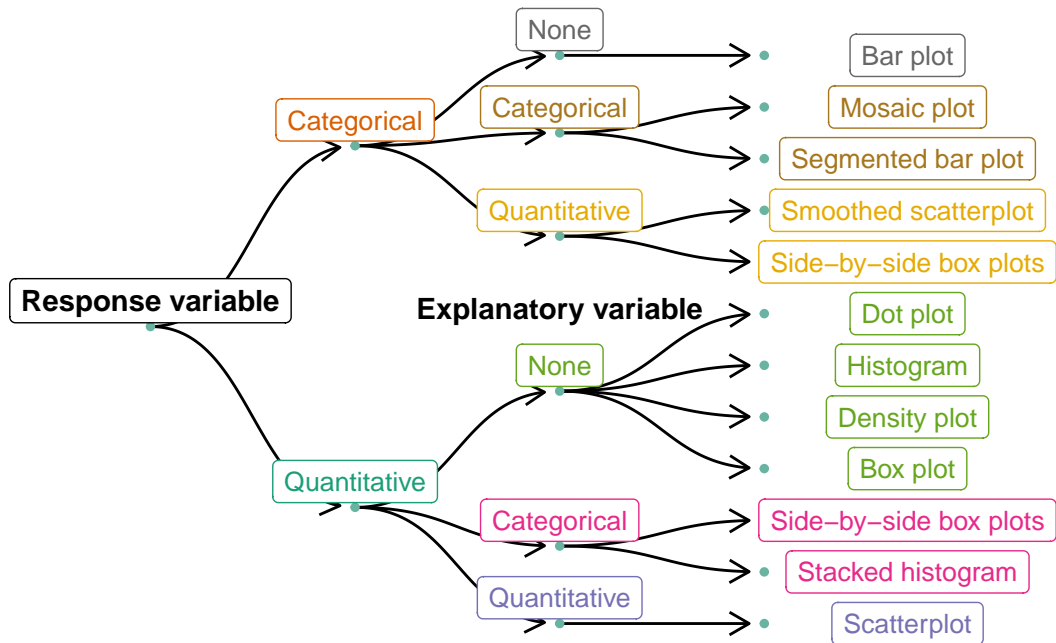 None
Bar plot
Categorical
Categorical
Mosaic plot
Segmented bar plot
Quantitative
Smoothed scatterplot
Side−by−side box plots
Response variable
Explanatory variable
Dot plot
None
Histogram
Density plot
Box plot
Quantitative
Categorical
Side−by−side box plots
Stacked histogram
Quantitative
Scatterplot